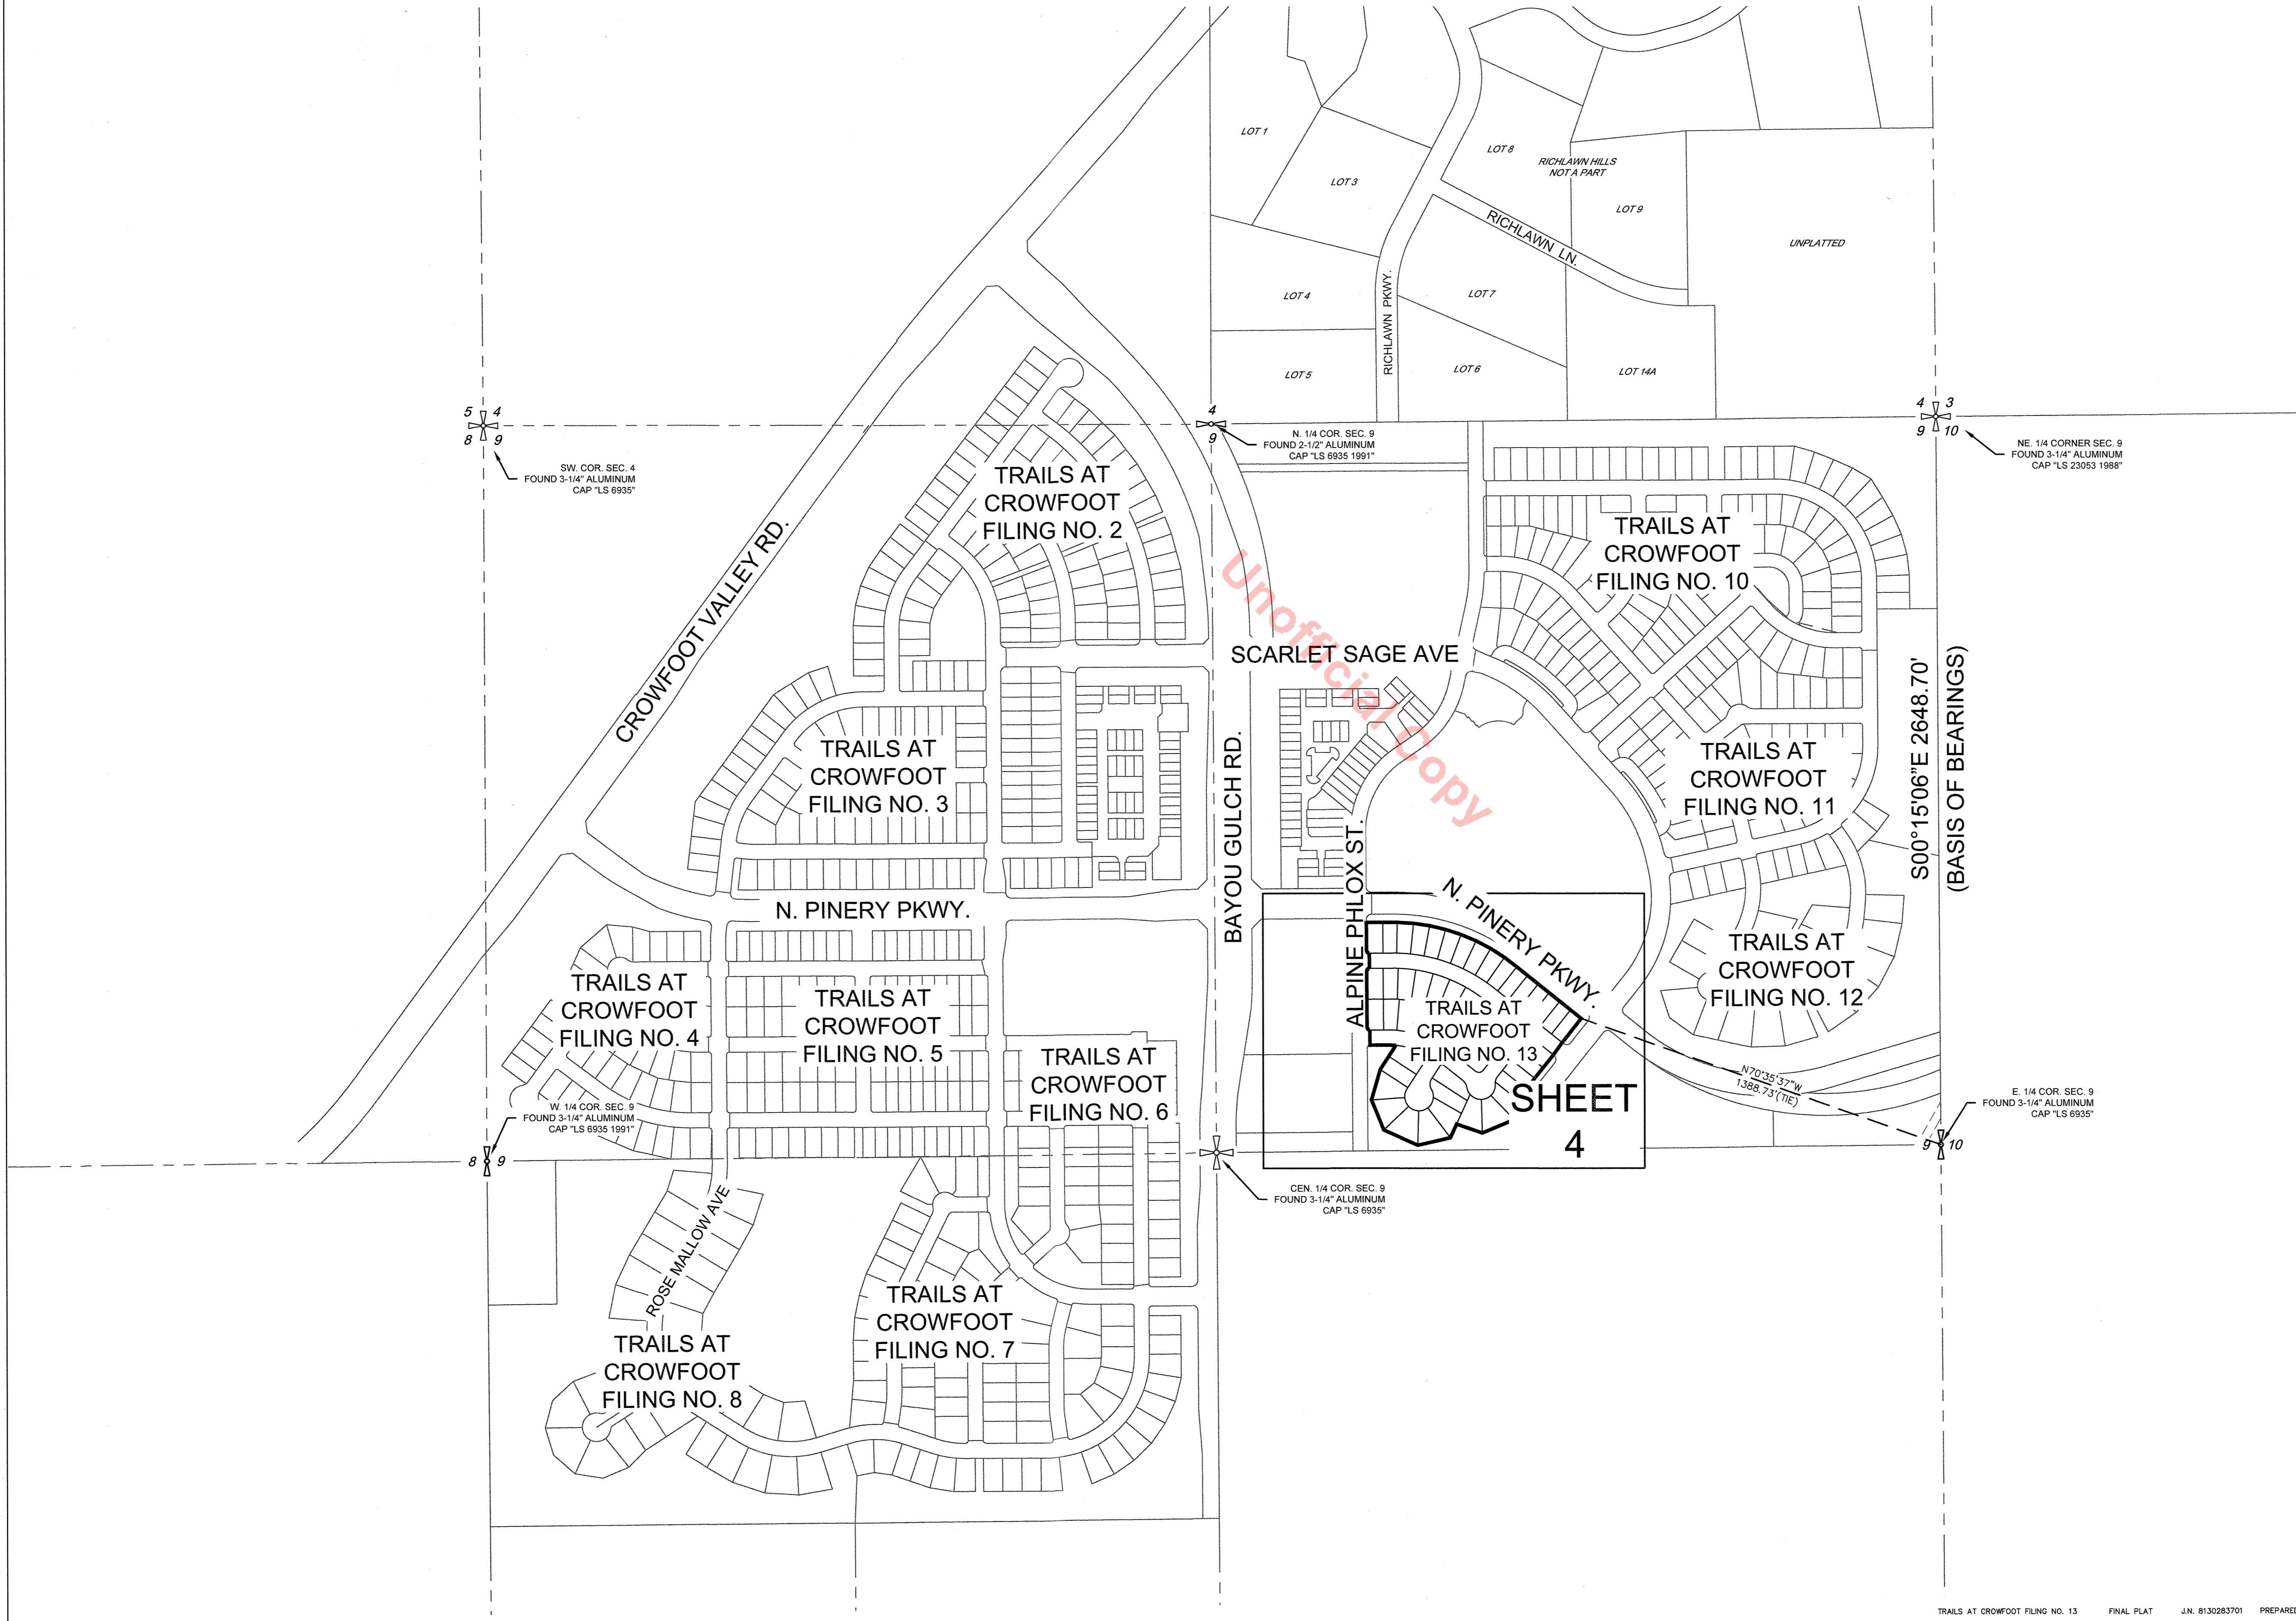 LOT 1
LOT 3
LOT 8
RICHLAWN HILLS
NOT A PART
LOT 9
RICHLAWN LN.
UNPLATTED
LOT 4
LOT 7
RICHLAWN PKWY.
LOT 5
LOT 6
LOT 14A
5 4
8 9
SW. COR. SEC. 4
FOUND 3-1/4" ALUMINUM
CAP "LS 6935"
4
9
N. 1/4 COR. SEC. 9
FOUND 2-1/2" ALUMINUM
CAP "LS 6935 1991"
4 3
9 10
NE. 1/4 CORNER SEC. 9
FOUND 3-1/4" ALUMINUM
CAP "LS 23053 1988"
CROWFOOT VALLEY RD.
TRAILS AT
CROWFOOT
FILING NO. 2
TRAILS AT
CROWFOOT
FILING NO. 10
Unofficial Copy
SCARLET SAGE AVE
S00°15'06"E 2648.70'
(BASIS OF BEARINGS)
TRAILS AT
CROWFOOT
FILING NO. 3
BAYOU GULCH RD.
ALPINE PHLOX ST.
TRAILS AT
CROWFOOT
FILING NO. 11
N. PINERY PKWY.
N. PINERY PKWY.
TRAILS AT
CROWFOOT
FILING NO. 12
TRAILS AT
CROWFOOT
FILING NO. 4
TRAILS AT
CROWFOOT
FILING NO. 5
TRAILS AT
CROWFOOT
FILING NO. 6
TRAILS AT
CROWFOOT
FILING NO. 13
SHEET
4
N70°35'37"W
1388.73'(TIE)
E. 1/4 COR. SEC. 9
FOUND 3-1/4" ALUMINUM
CAP "LS 6935"
9 10
W. 1/4 COR. SEC. 9
FOUND 3-1/4" ALUMINUM
CAP "LS 6935 1991"
8 9
CEN. 1/4 COR. SEC. 9
FOUND 3-1/4" ALUMINUM
CAP "LS 6935"
ROSE MALLOW AVE
TRAILS AT
CROWFOOT
FILING NO. 7
TRAILS AT
CROWFOOT
FILING NO. 8
TRAILS AT CROWFOOT FILING NO. 13 FINAL PLAT J.N. 8130283701 PREPARED